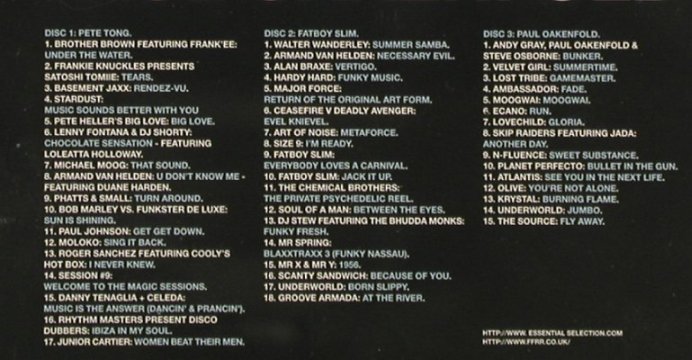 DISC 1: PETE TONG.
1. BROTHER BROWN FEATURING FRANK'EE:
UNDER THE WATER.
2. FRANKIE KNUCKLES PRESENTS
SATOSHI TOMIIE: TEARS.
3. BASEMENT JAXX: RENDEZ-VU.
4. STARDUST:
MUSIC SOUNDS BETTER WITH YOU
5. PETE HELLER'S BIG LOVE: BIG LOVE.
6. LENNY FONTANA & DJ SHORTY:
CHOCOLATE SENSATION - FEATURING
LOLEATTA HOLLOWAY.
7. MICHAEL MOOG: THAT SOUND.
8. ARMAND VAN HELDEN: U DON'T KNOW ME -
FEATURING DUANE HARDEN.
9. PHATTS & SMALL: TURN AROUND.
10. BOB MARLEY VS. FUNKSTER DE LUXE:
SUN IS SHINING.
11. PAUL JOHNSON: GET GET DOWN.
12. MOLOKO: SING IT BACK.
13. ROGER SANCHEZ FEATURING COOLY'S
HOT BOX: I NEVER KNEW.
14. SESSION #9:
WELCOME TO THE MAGIC SESSIONS.
15. DANNY TENAGLIA + CELEDA:
MUSIC IS THE ANSWER (DANCIN' & PRANCIN').
16. RHYTHM MASTERS PRESENT DISCO
DUBBERS: IBIZA IN MY SOUL.
17. JUNIOR CARTIER: WOMEN BEAT THEIR MEN.
DISC 2: FATBOY SLIM.
1. WALTER WANDERLEY: SUMMER SAMBA.
2. ARMAND VAN HELDEN: NECESSARY EVIL.
3. ALAN BRAXE: VERTIGO.
4. HARDY HARD: FUNKY MUSIC.
5. MAJOR FORCE:
RETURN OF THE ORIGINAL ART FORM.
6. CEASEFIRE V DEADLY AVENGER:
EVEL KNIEVEL.
7. ART OF NOISE: METAFORCE.
8. SIZE 9: I'M READY.
9. FATBOY SLIM:
EVERYBODY LOVES A CARNIVAL.
10. FATBOY SLIM: JACK IT UP.
11. THE CHEMICAL BROTHERS:
THE PRIVATE PSYCHEDELIC REEL.
12. SOUL OF A MAN: BETWEEN THE EYES.
13. DJ STEW FEATURING THE BHUDDA MONKS:
FUNKY FRESH.
14. MR SPRING:
BLAXXTRAXX 3 (FUNKY NASSAU).
15. MR X & MR Y: 1956.
16. SCANTY SANDWICH: BECAUSE OF YOU.
17. UNDERWORLD: BORN SLIPPY.
18. GROOVE ARMADA: AT THE RIVER.
DISC 3: PAUL OAKENFOLD.
1. ANDY GRAY, PAUL OAKENFOLD &
STEVE OSBORNE: BUNKER.
2. VELVET GIRL: SUMMERTIME.
3. LOST TRIBE: GAMEMASTER.
4. AMBASSADOR: FADE.
5. MOOGWAI: MOOGWAI.
6. ECANO: RUN.
7. LOVECHILD: GLORIA.
8. SKIP RAIDERS FEATURING JADA:
ANOTHER DAY.
9. N-FLUENCE: SWEET SUBSTANCE.
10. PLANET PERFECTO: BULLET IN THE GUN.
11. ATLANTIS: SEE YOU IN THE NEXT LIFE.
12. OLIVE: YOU'RE NOT ALONE.
13. KRYSTAL: BURNING FLAME.
14. UNDERWORLD: JUMBO.
15. THE SOURCE: FLY AWAY.
HTTP://WWW. ESSENTIAL SELECTION.COM
HTTP://WWW.FFRR.CO.UK/